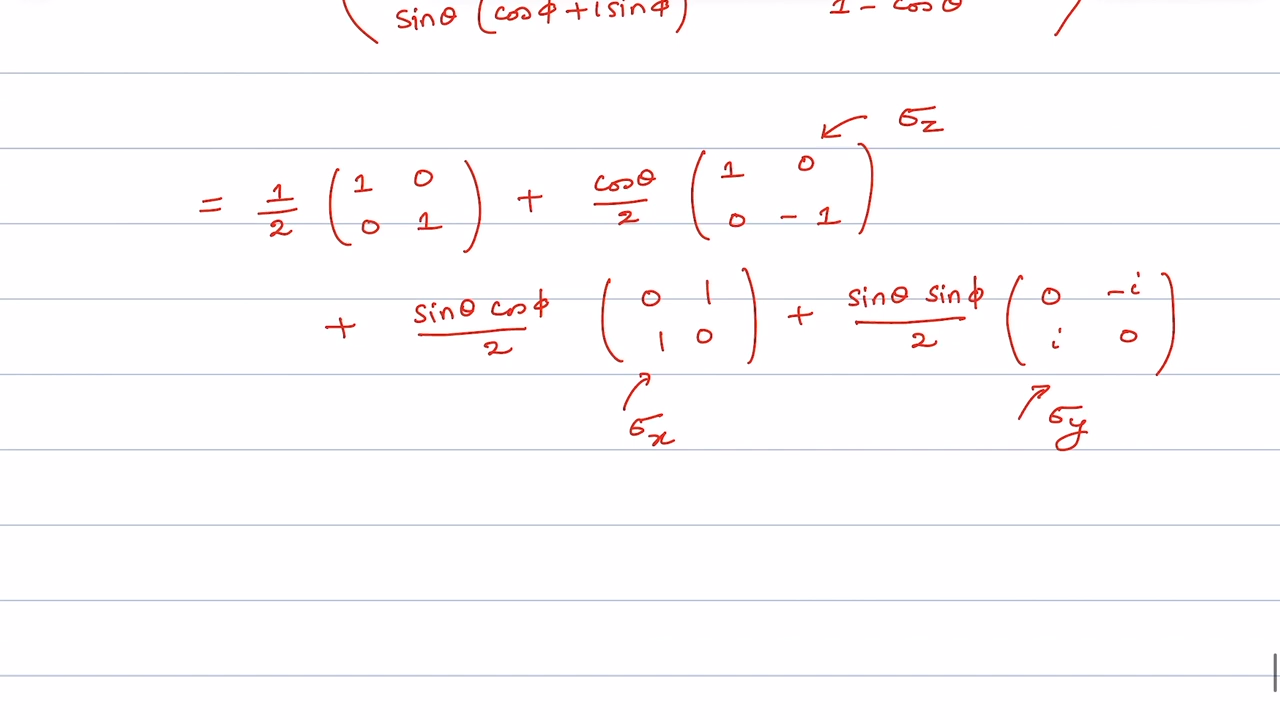 sinθ (cosϕ + i sinϕ) 1 - cosθ
σz
= 1/2 ( 1 0 ; 0 1 ) + cosθ/2 ( 1 0 ; 0 -1 )
+ sinθ cosϕ/2 ( 0 1 ; 1 0 ) + sinθ sinϕ/2 ( 0 -i ; i 0 )
σx σy